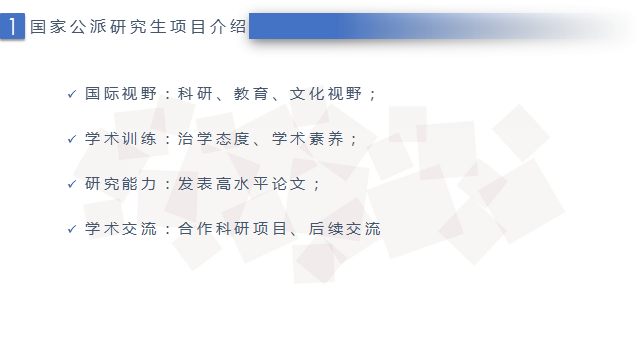 1 国家公派研究生项目介绍
✓ 国际视野：科研、教育、文化视野；
✓ 学术训练：治学态度、学术素养；
✓ 研究能力：发表高水平论文；
✓ 学术交流：合作科研项目、后续交流